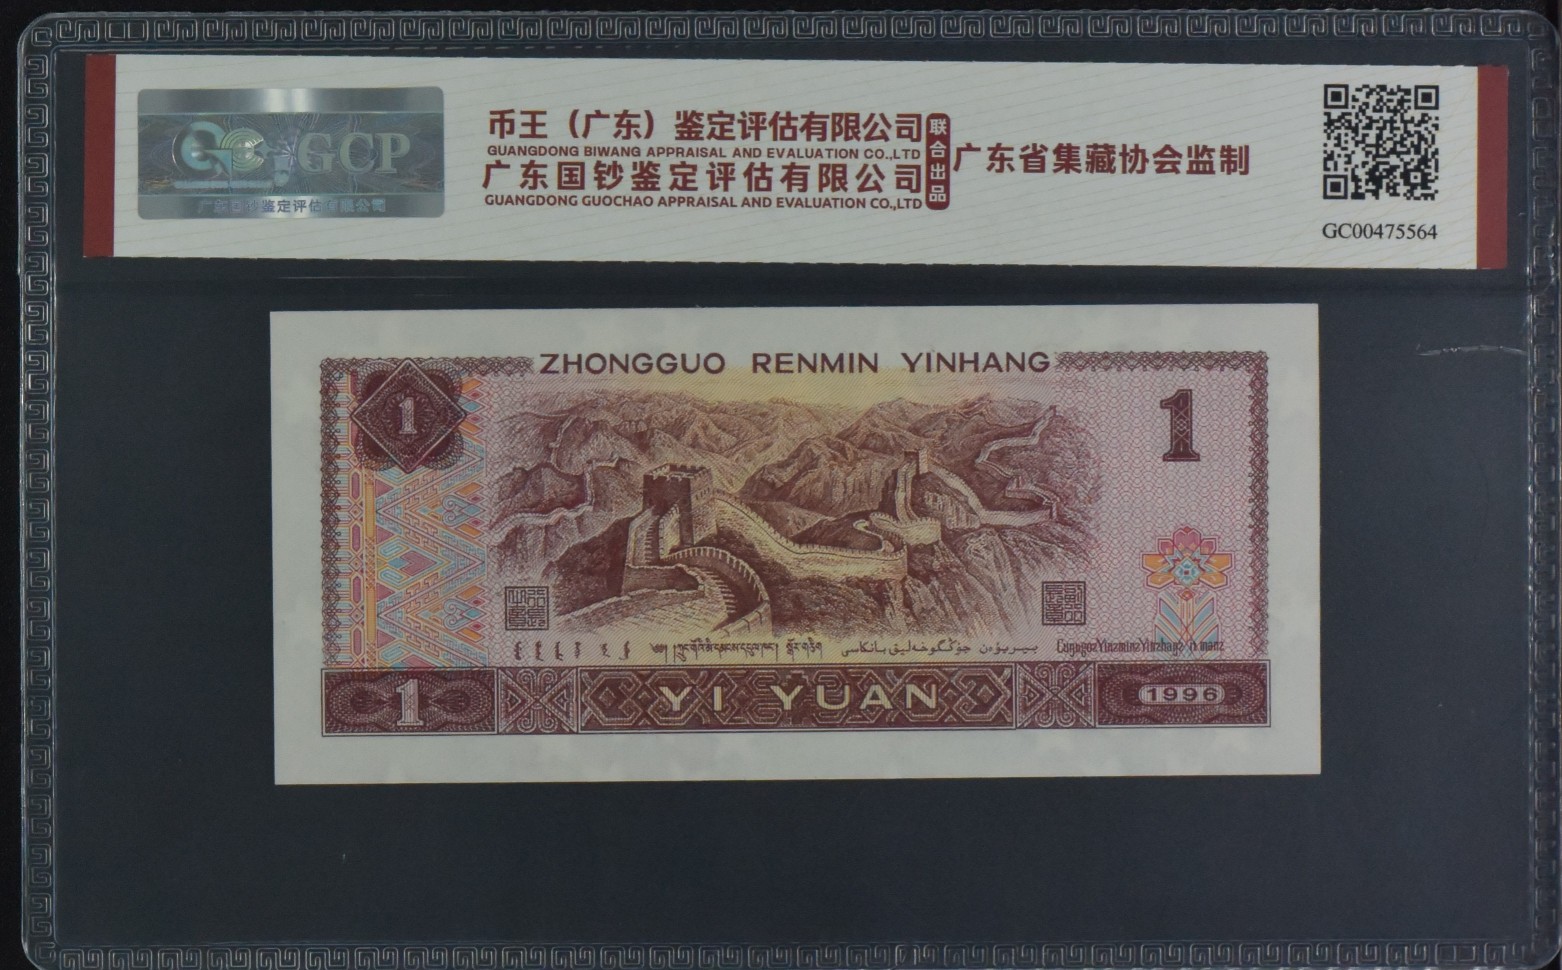 GCP
广东国钞鉴定评估有限公司
币王（广东）鉴定评估有限公司
GUANGDONG BIWANG APPRAISAL AND EVALUATION CO.,LTD
广东国钞鉴定评估有限公司
GUANGDONG GUOCHAO APPRAISAL AND EVALUATION CO.,LTD
联合出品
广东省集藏协会监制
GC00475564
ZHONGGUO RENMIN YINHANG
1
1
1
YI YUAN
1996